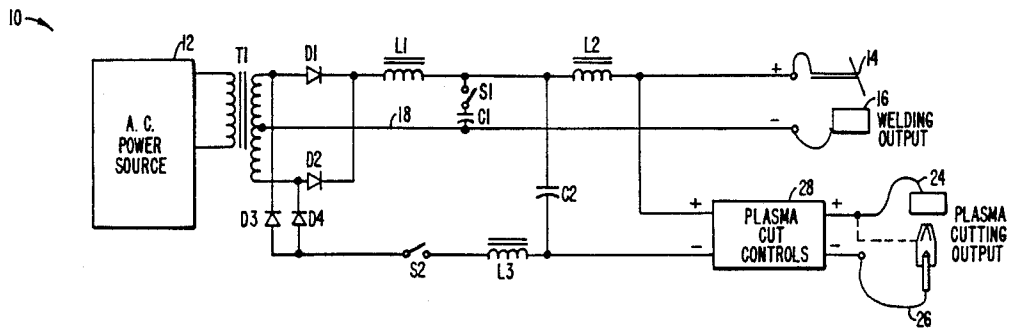 10
12
T1
D1
L1
L2
+
14
A. C.
POWER
SOURCE
S1
C1
18
-
16
WELDING
OUTPUT
D2
D3
D4
C2
28
+
-
PLASMA
CUT
CONTROLS
+
-
24
PLASMA
CUTTING
OUTPUT
S2
L3
26